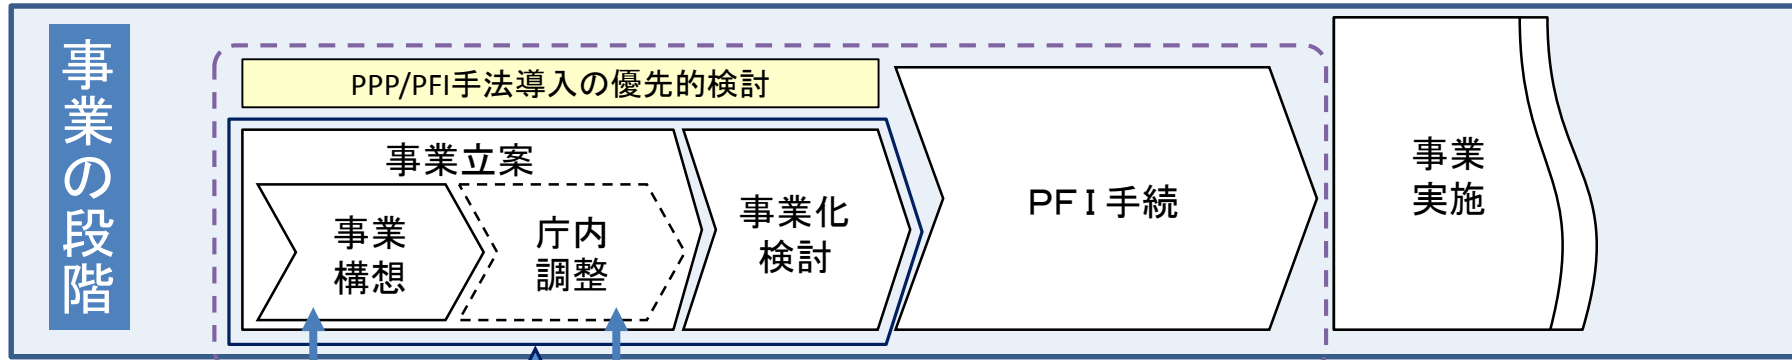 事業の段階
PPP/PFI手法導入の優先的検討
事業立案
事業
構想
庁内
調整
事業化
検討
ＰＦＩ手続
事業
実施